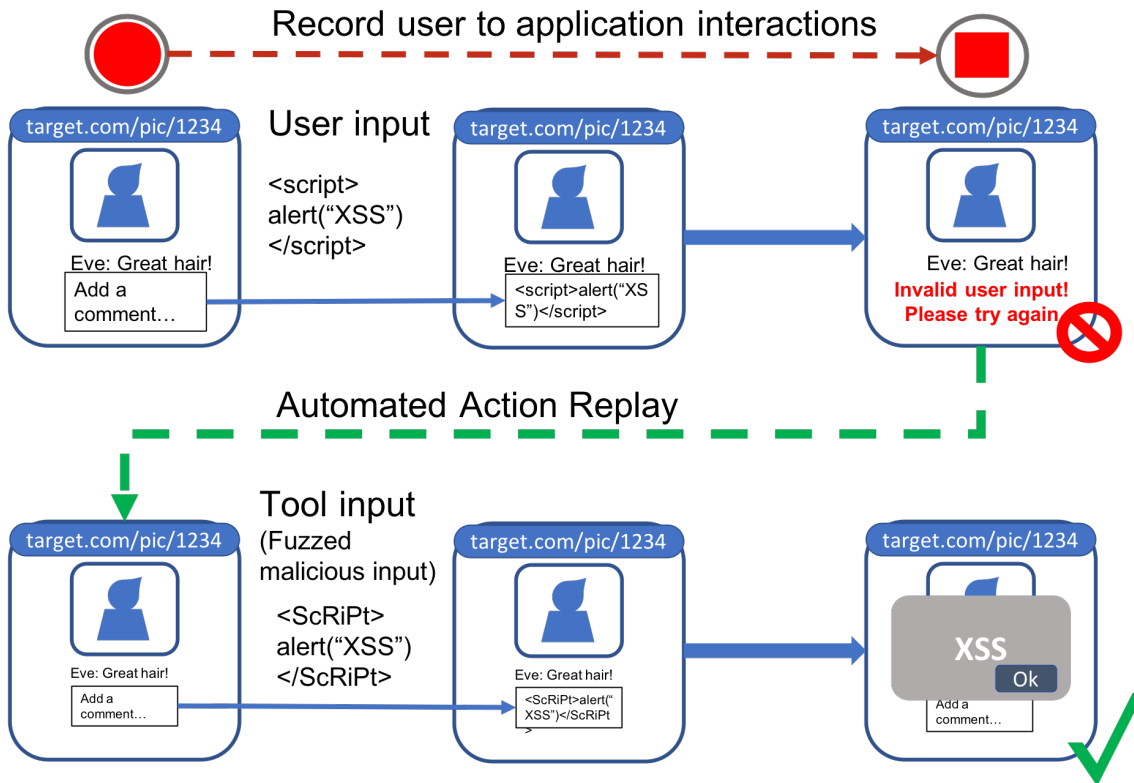 Record user to application interactions
target.com/pic/1234
User input
<script>
alert(“XSS”)
</script>
Eve: Great hair!
Add a
comment…
target.com/pic/1234
Eve: Great hair!
<script>alert(“XS
S”)</script>
target.com/pic/1234
Eve: Great hair!
Invalid user input!
Please try again
Automated Action Replay
target.com/pic/1234
Tool input
(Fuzzed
malicious input)
<ScRiPt>
alert(“XSS”)
</ScRiPt>
Eve: Great hair!
Add a
comment…
target.com/pic/1234
Eve: Great hair!
<ScRiPt>alert(“
XSS”)</ScRiPt
>
target.com/pic/1234
XSS
Ok
Add a
comment…